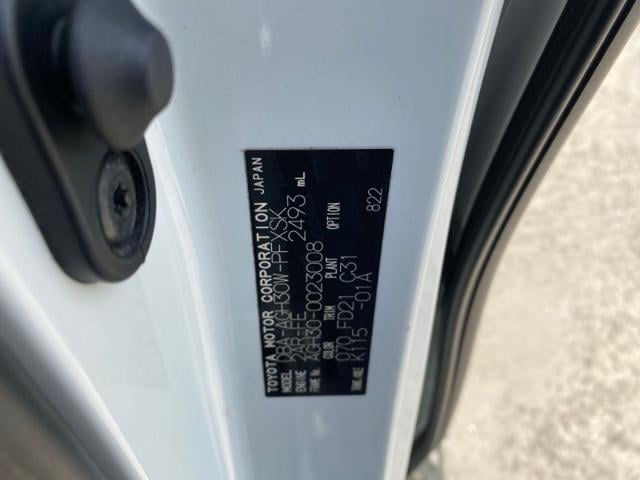 TOYOTA MOTOR CORPORATION JAPAN
MODEL DBA-AGH30W-PFXSK
ENGINE 2AR-FE 2493 mL
FRAME No. AGH30-0023008
COLOR TRIM PLANT OPTION
070 FD21 C31 822
TRANS./AXLE K115 -01A